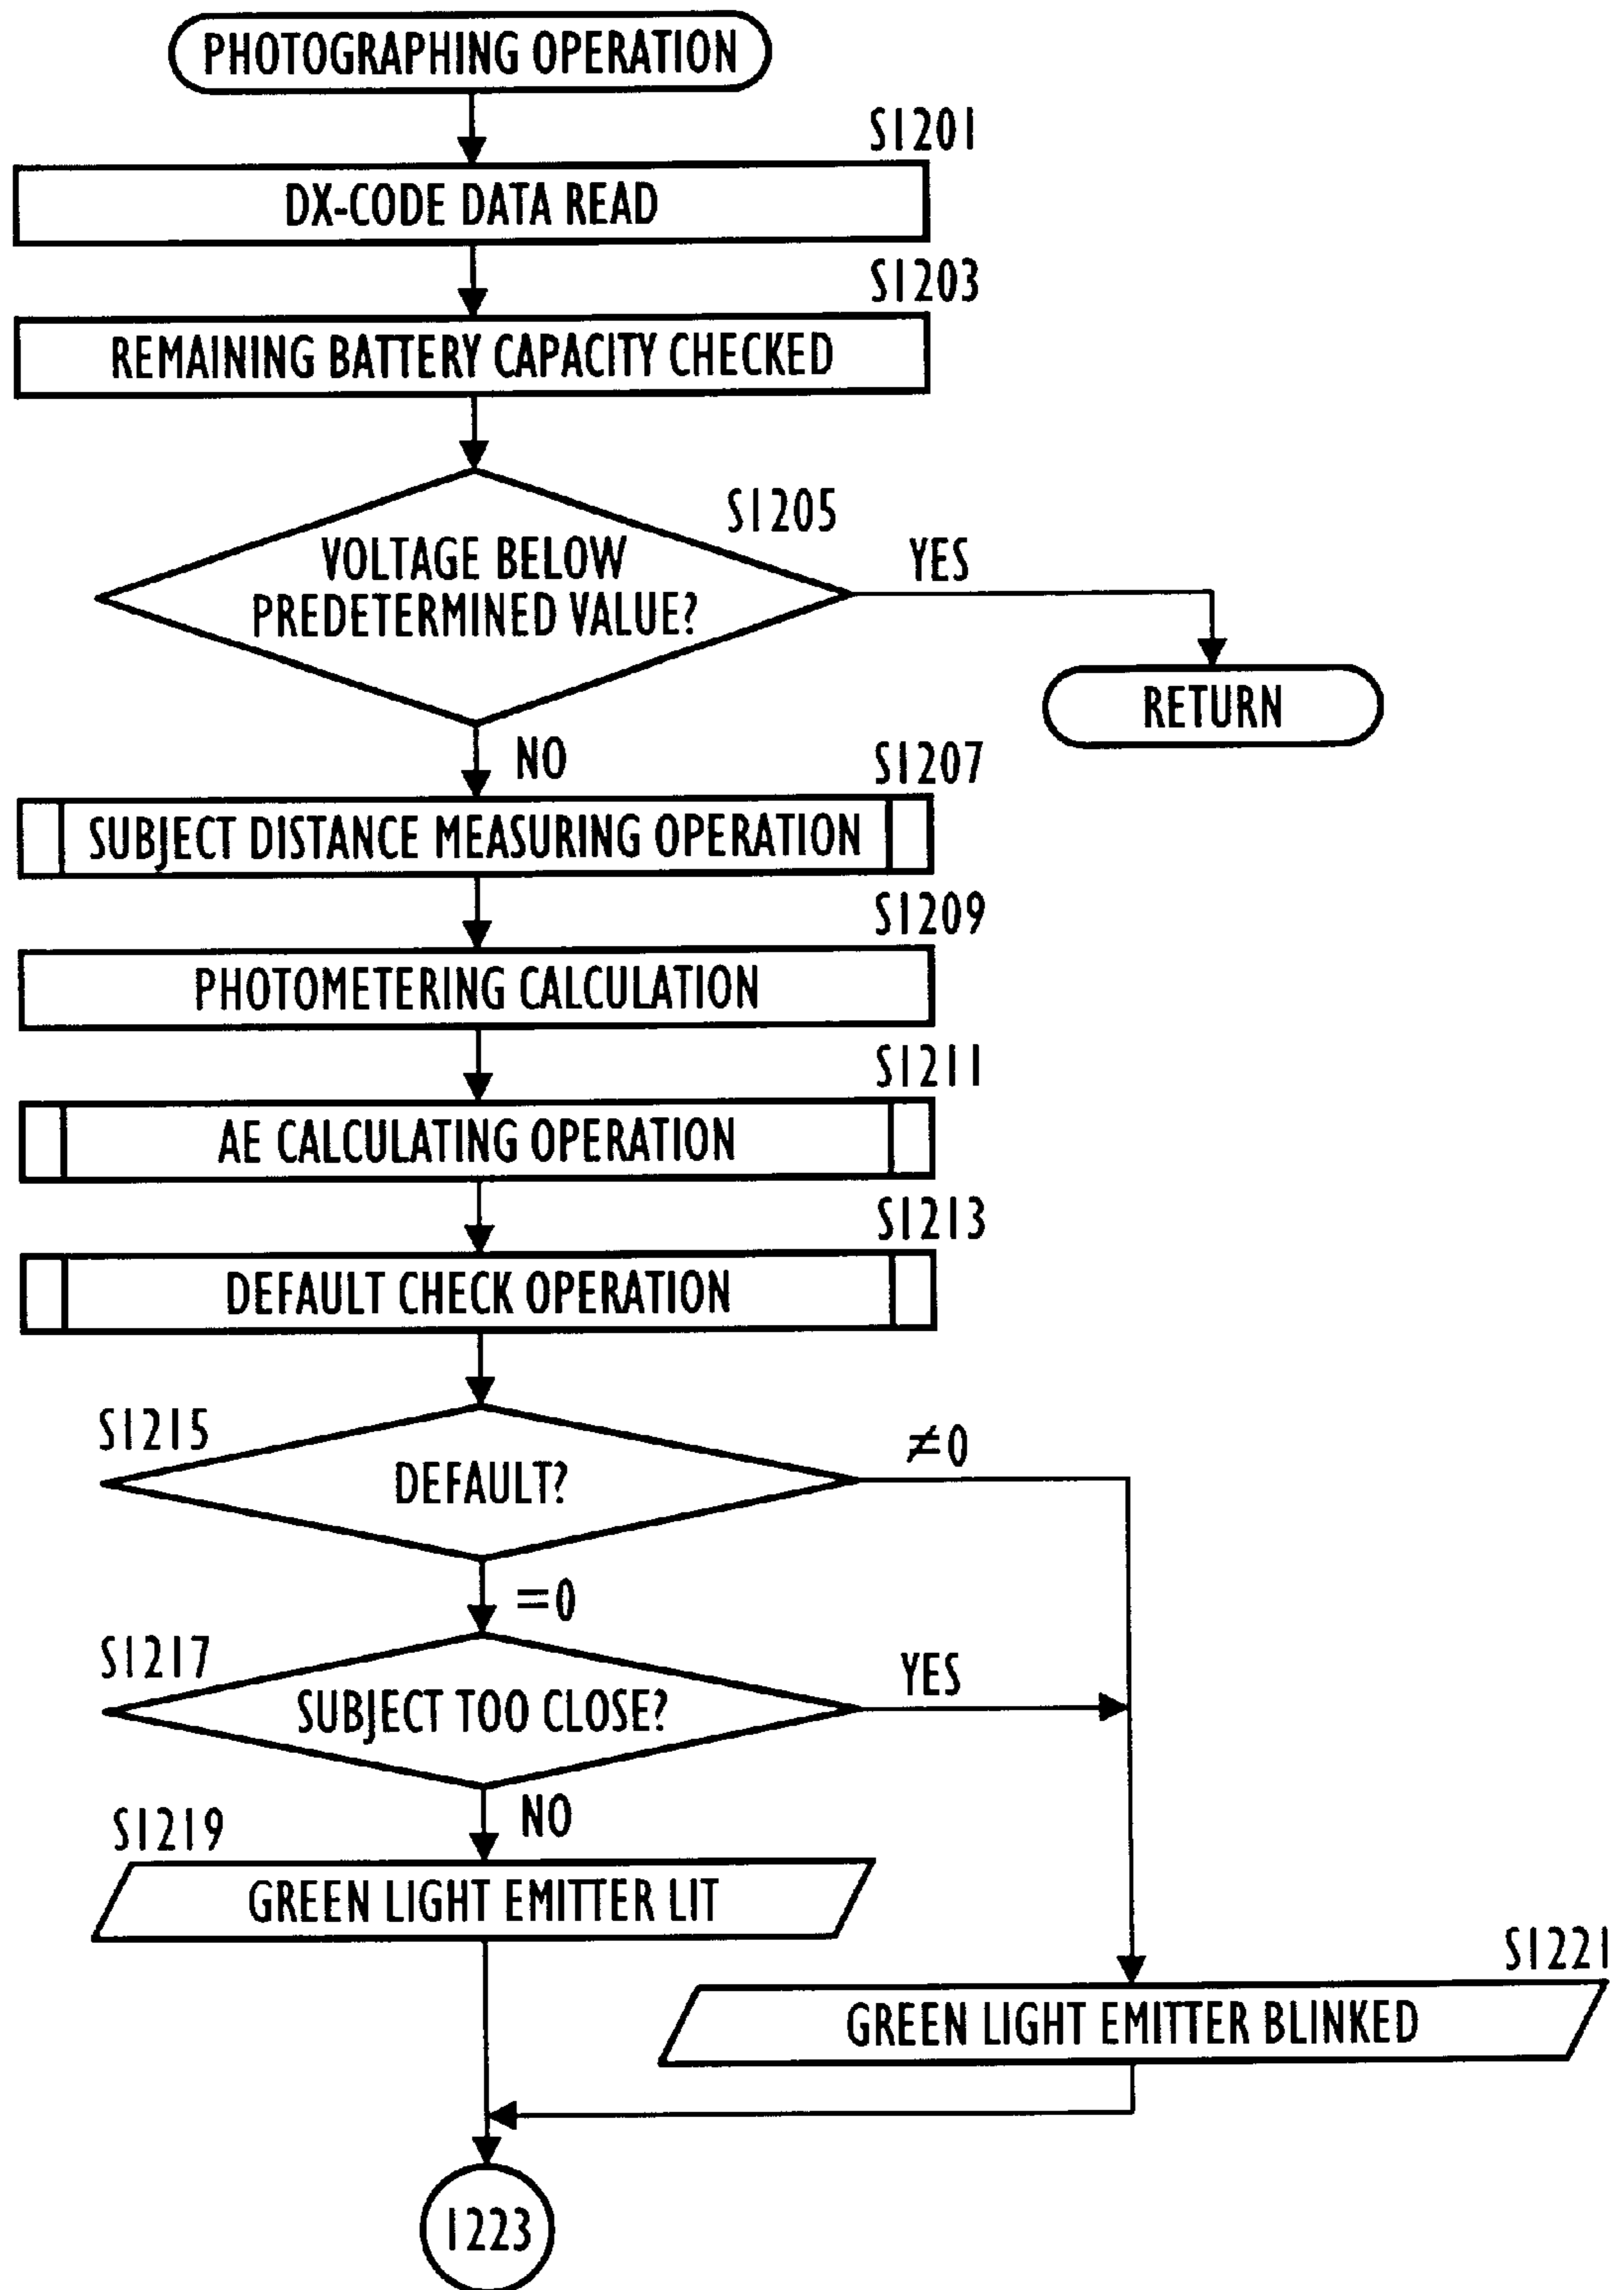 PHOTOGRAPHING OPERATION
S1201
DX-CODE DATA READ
S1203
REMAINING BATTERY CAPACITY CHECKED
S1205
VOLTAGE BELOW
PREDETERMINED VALUE?
YES
RETURN
NO
S1207
SUBJECT DISTANCE MEASURING OPERATION
S1209
PHOTOMETERING CALCULATION
S1211
AE CALCULATING OPERATION
S1213
DEFAULT CHECK OPERATION
S1215
DEFAULT?
≠0
=0
S1217
SUBJECT TOO CLOSE?
YES
NO
S1219
GREEN LIGHT EMITTER LIT
S1221
GREEN LIGHT EMITTER BLINKED
1223